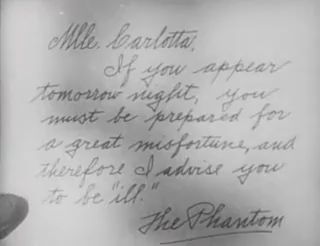 Mlle. Carlotta,
If you appear
tomorrow night, you
must be prepared for
a great misfortune, and
therefore I advise you
to be "ill."
The Phantom